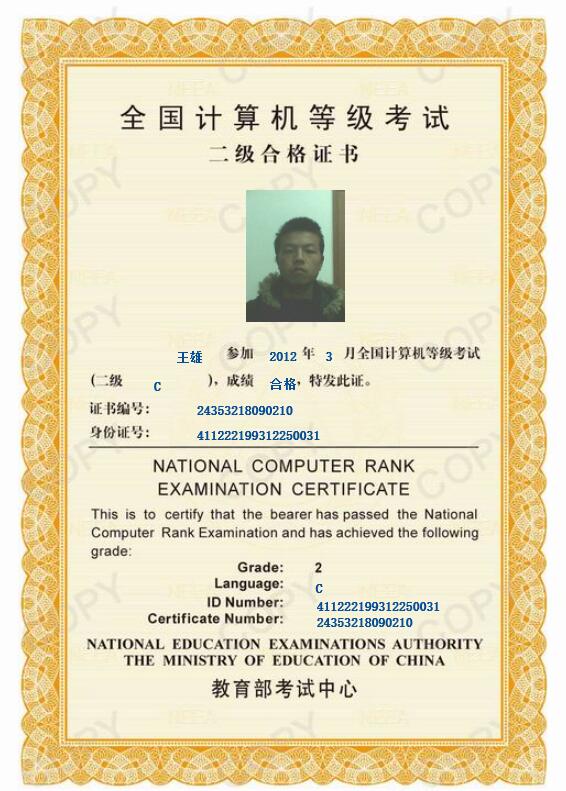 全国计算机等级考试
二级合格证书
王雄 参加 2012 年 3 月全国计算机等级考试
(二级 C ), 成绩 合格, 特发此证。
证书编号: 24353218090210
身份证号: 411222199312250031
NATIONAL COMPUTER RANK
EXAMINATION CERTIFICATE
This is to certify that the bearer has passed the National
Computer Rank Examination and has achieved the following
grade:
Grade: 2
Language: C
ID Number: 411222199312250031
Certificate Number: 24353218090210
NATIONAL EDUCATION EXAMINATIONS AUTHORITY
THE MINISTRY OF EDUCATION OF CHINA
教育部考试中心
COPY
NEEA